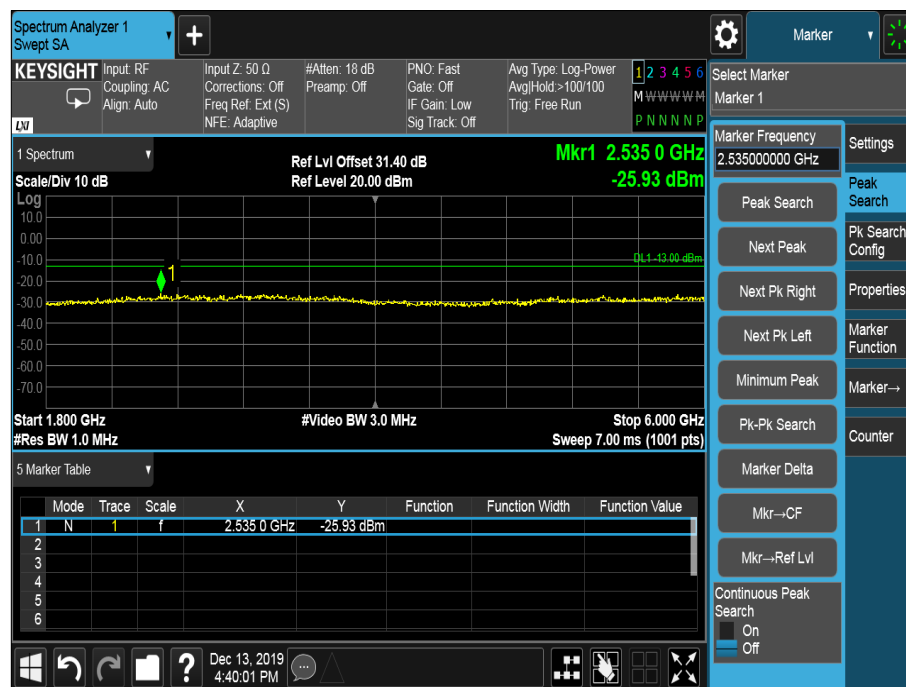 Spectrum Analyzer 1
Swept SA
+
Marker
KEYSIGHT
LXI
Input: RF
Coupling: AC
Align: Auto
Input Z: 50 Ω
Corrections: Off
Freq Ref: Ext (S)
NFE: Adaptive
#Atten: 18 dB
Preamp: Off
PNO: Fast
Gate: Off
IF Gain: Low
Sig Track: Off
Avg Type: Log-Power
Avg|Hold:>100/100
Trig: Free Run
1 2 3 4 5 6
M W W W W M
P N N N N P
Select Marker
Marker 1
1 Spectrum
Scale/Div 10 dB
Log
Ref Lvl Offset 31.40 dB
Ref Level 20.00 dBm
Mkr1 2.535 0 GHz
-25.93 dBm
10.0
0.00
-10.0
-20.0
-30.0
-40.0
-50.0
-60.0
-70.0
DL1 -13.00 dBm
1
Start 1.800 GHz
#Res BW 1.0 MHz
#Video BW 3.0 MHz
Stop 6.000 GHz
Sweep 7.00 ms (1001 pts)
5 Marker Table
Mode Trace Scale X Y Function Function Width Function Value
1 N 1 f 2.535 0 GHz -25.93 dBm
2
3
4
5
6
Marker Frequency
2.535000000 GHz
Peak Search
Next Peak
Next Pk Right
Next Pk Left
Minimum Peak
Pk-Pk Search
Marker Delta
Mkr→CF
Mkr→Ref Lvl
Continuous Peak
Search
On
Off
Settings
Peak
Search
Pk Search
Config
Properties
Marker
Function
Marker→
Counter
?
Dec 13, 2019
4:40:01 PM